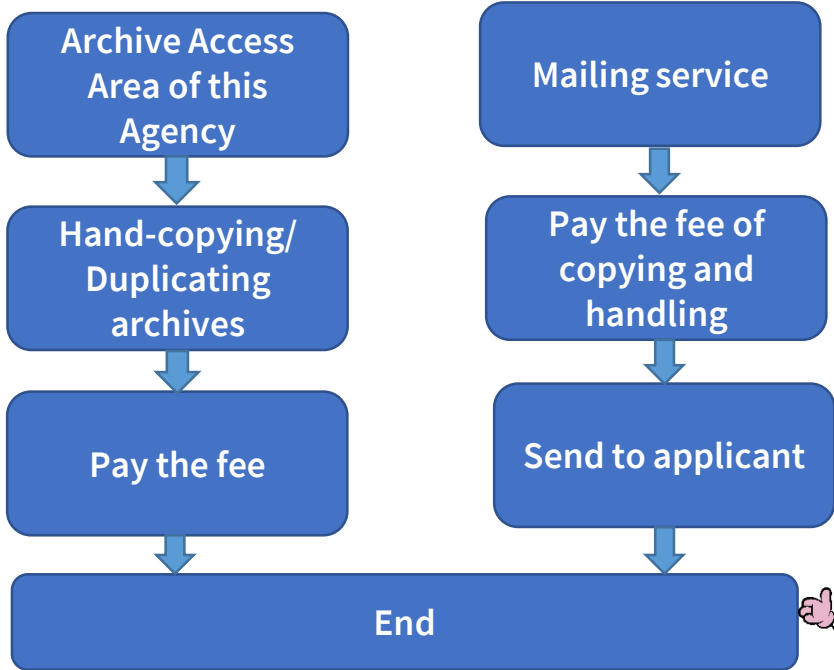 Archive Access
Area of this
Agency
Hand-copying/
Duplicating
archives
Pay the fee
Mailing service
Pay the fee of
copying and
handling
Send to applicant
End